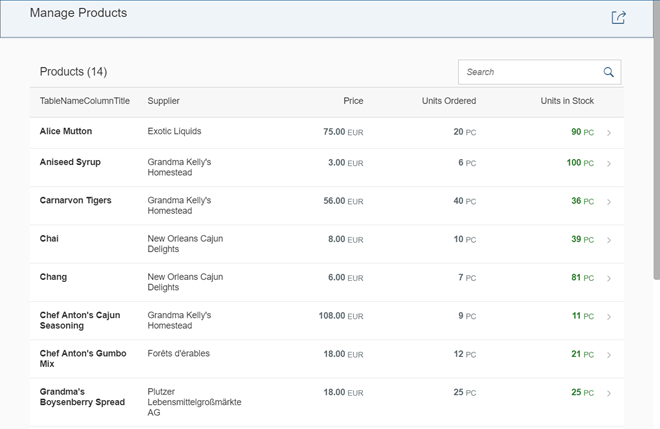 Manage Products
Products (14)
Search
TableNameColumnTitle Supplier Price Units Ordered Units in Stock
Alice Mutton Exotic Liquids 75.00 EUR 20 PC 90 PC
Aniseed Syrup Grandma Kelly's 3.00 EUR 6 PC 100 PC
Homestead
Carnarvon Tigers Grandma Kelly's 56.00 EUR 40 PC 36 PC
Homestead
Chai New Orleans Cajun 8.00 EUR 10 PC 39 PC
Delights
Chang New Orleans Cajun 6.00 EUR 7 PC 81 PC
Delights
Chef Anton's Cajun Grandma Kelly's 108.00 EUR 9 PC 11 PC
Seasoning Homestead
Chef Anton's Gumbo Forêts d'érables 18.00 EUR 12 PC 21 PC
Mix
Grandma's Plutzer 18.00 EUR 25 PC 25 PC
Boysenberry Spread Lebensmittelgroßmärkte
AG